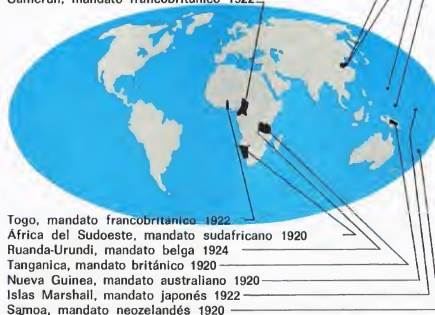 Camerún, mandato francobritánico 1922
Togo, mandato francobritánico 1922
África del Sudoeste, mandato sudafricano 1920
Ruanda-Urundi, mandato belga 1924
Tanganica, mandato británico 1920
Nueva Guinea, mandato australiano 1920
Islas Marshall, mandato japonés 1922
Samoa, mandato neozelandés 1920